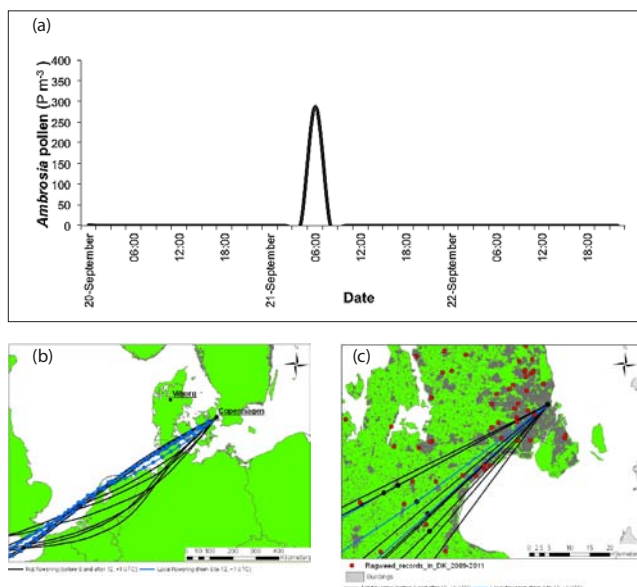 (a)
Ambrosia pollen (P m⁻³)
400
350
300
250
200
150
100
50
0
20-September
06:00
12:00
18:00
21-September
06:00
12:00
18:00
22-September
06:00
12:00
18:00
Date
(b)
Viborg
Copenhagen
(c)
Ragweed_records_in_DK_2009-2011
Buildings